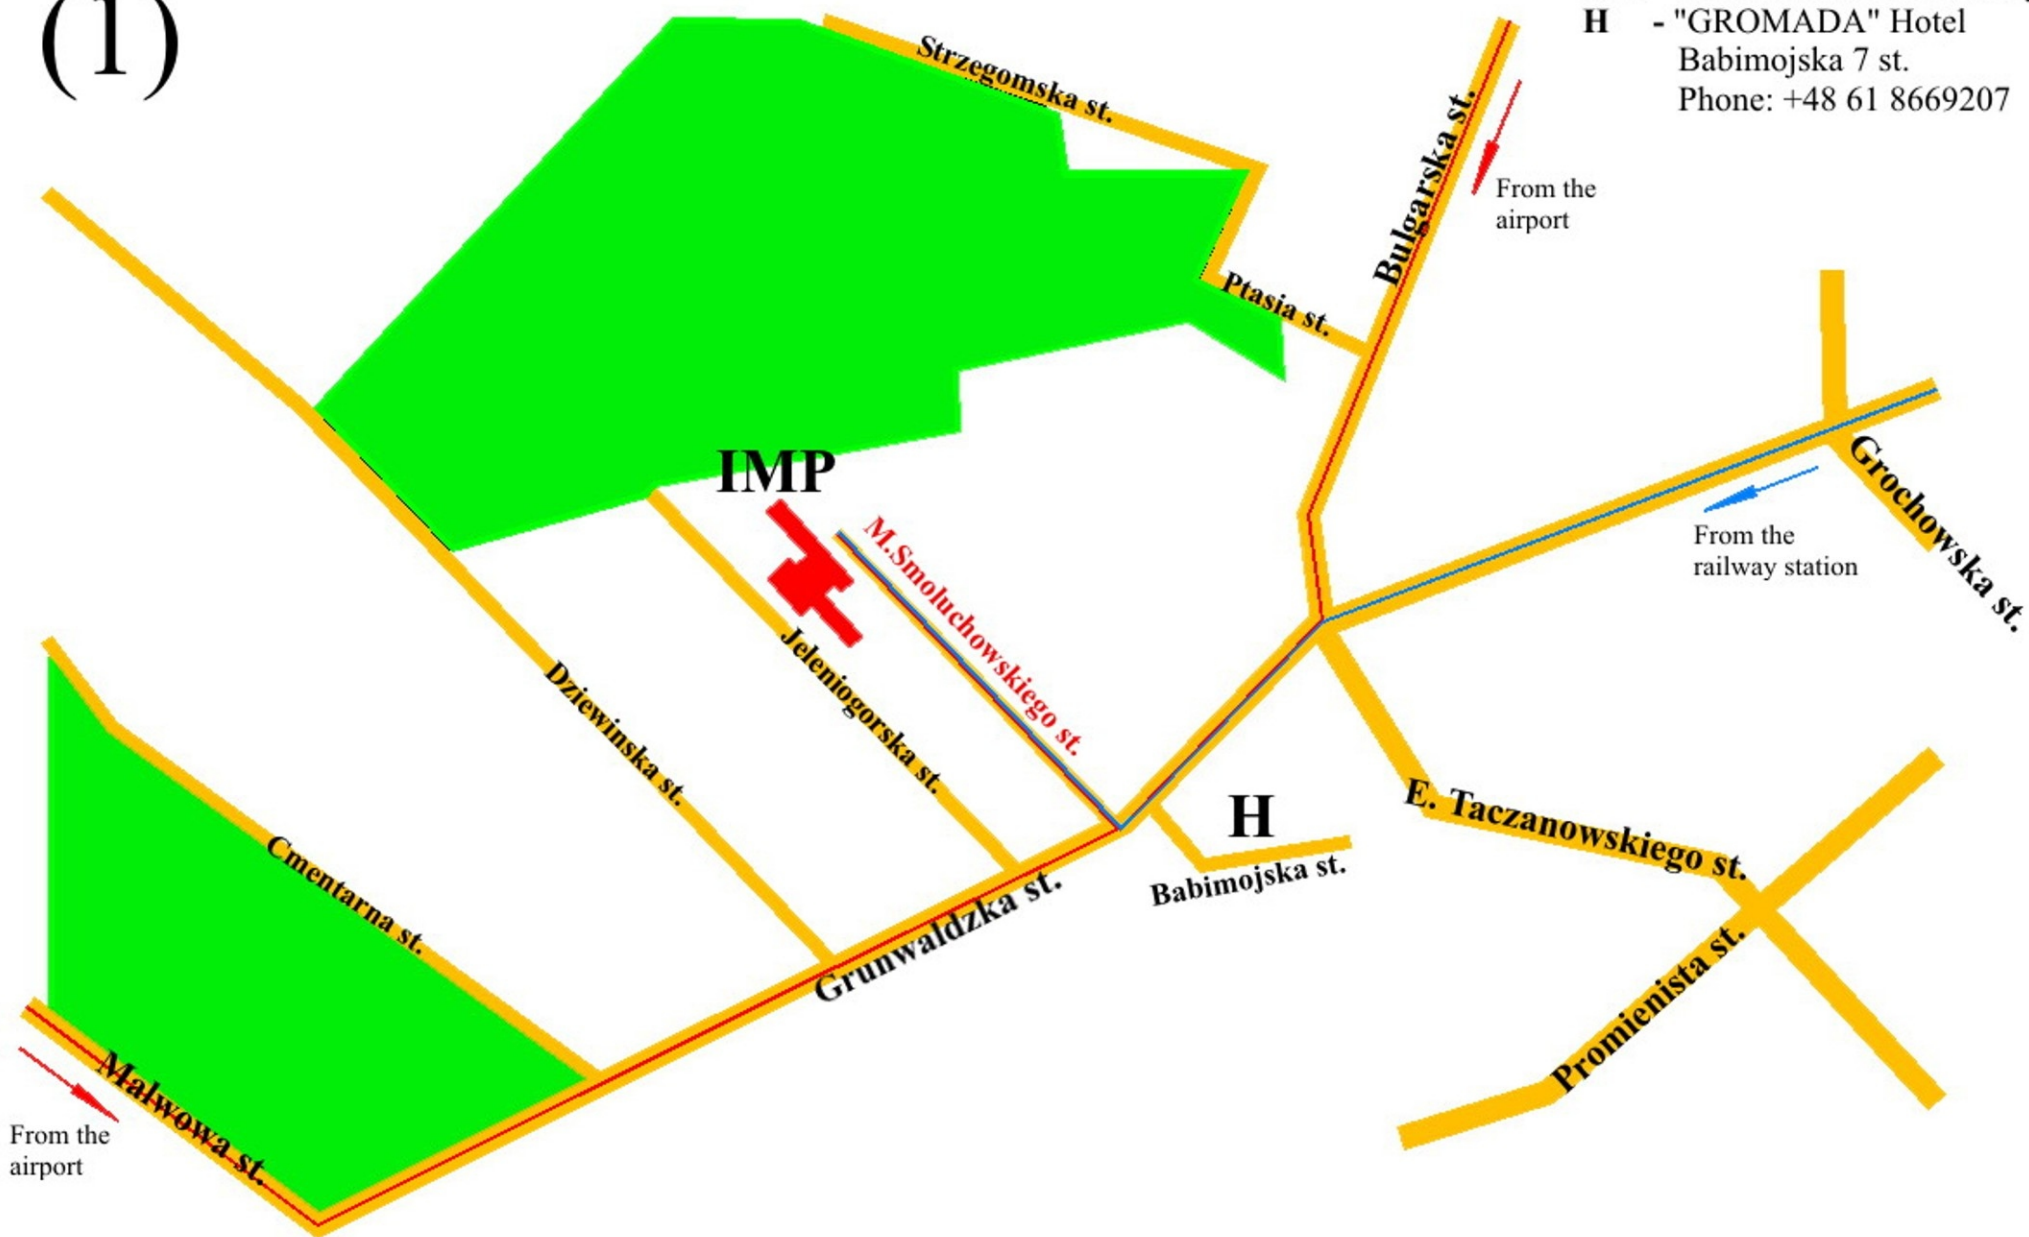 (1)
H - "GROMADA" Hotel
Babimojska 7 st.
Phone: +48 61 8669207
Strzegomska st.
Bulgarska st.
From the
airport
Ptasia st.
Grochowska st.
From the
railway station
IMP
M.Smoluchowskiego st.
Jeleniogorska st.
Dziewinska st.
H
Babimojska st.
E. Taczanowskiego st.
Cmentarna st.
Grunwaldzka st.
Promienista st.
Malwowa st.
From the
airport